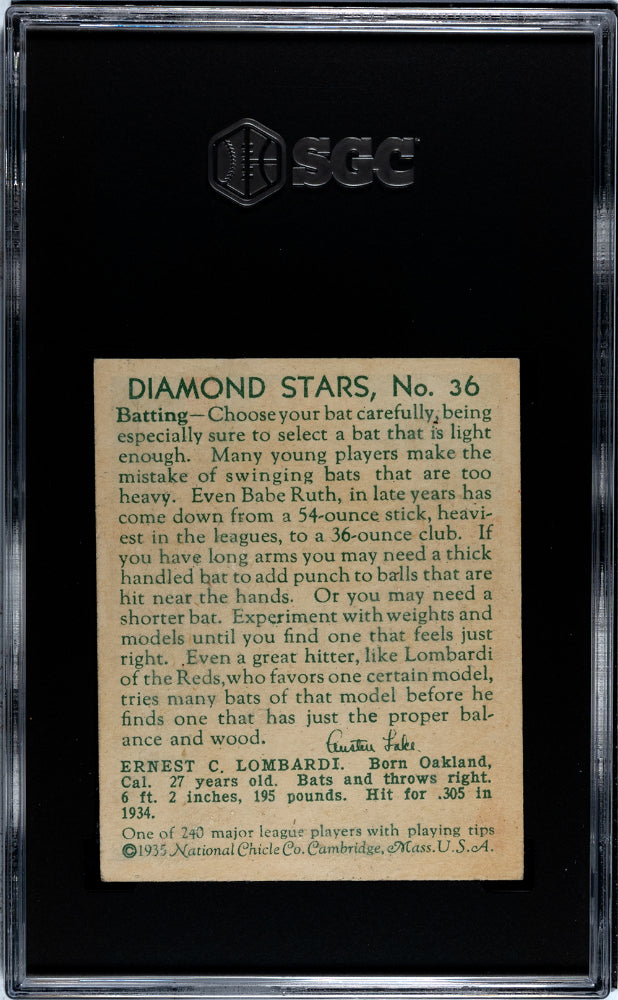 SGC
DIAMOND STARS, No. 36
Batting—Choose your bat carefully, being
especially sure to select a bat that is light
enough. Many young players make the
mistake of swinging bats that are too
heavy. Even Babe Ruth, in late years has
come down from a 54-ounce stick, heavi-
est in the leagues, to a 36-ounce club. If
you have long arms you may need a thick
handled bat to add punch to balls that are
hit near the hands. Or you may need a
shorter bat. Experiment with weights and
models until you find one that feels just
right. Even a great hitter, like Lombardi
of the Reds, who favors one certain model,
tries many bats of that model before he
finds one that has just the proper bal-
ance and wood. Austen Lake
ERNEST C. LOMBARDI. Born Oakland,
Cal. 27 years old. Bats and throws right.
6 ft. 2 inches, 195 pounds. Hit for .305 in
1934.
One of 240 major league players with playing tips
©1935 National Chicle Co. Cambridge, Mass. U.S.A.